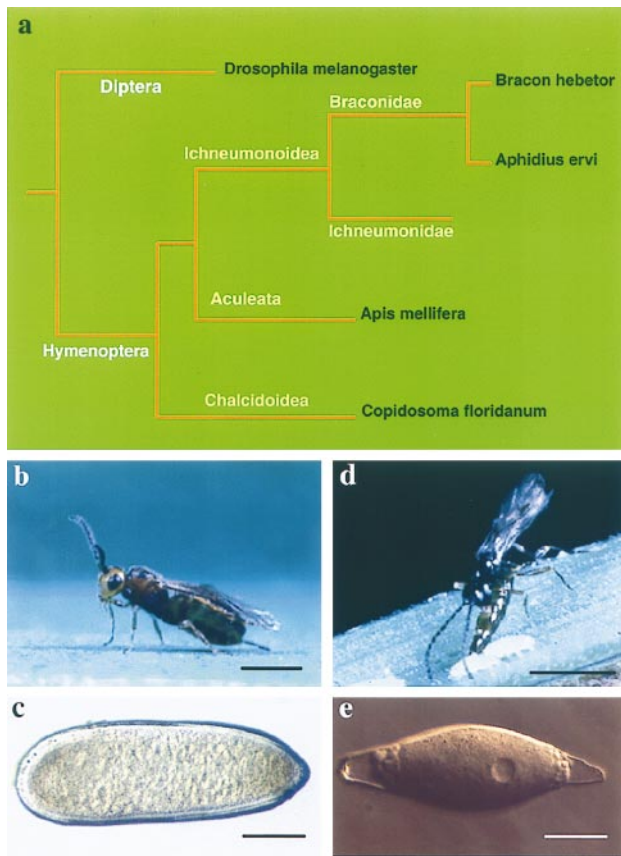 a
Drosophila melanogaster
Diptera
Bracon hebetor
Braconidae
Ichneumonoidea
Aphidius ervi
Ichneumonidae
Aculeata
Apis mellifera
Hymenoptera
Chalcidoidea
Copidosoma floridanum
b
d
c
e